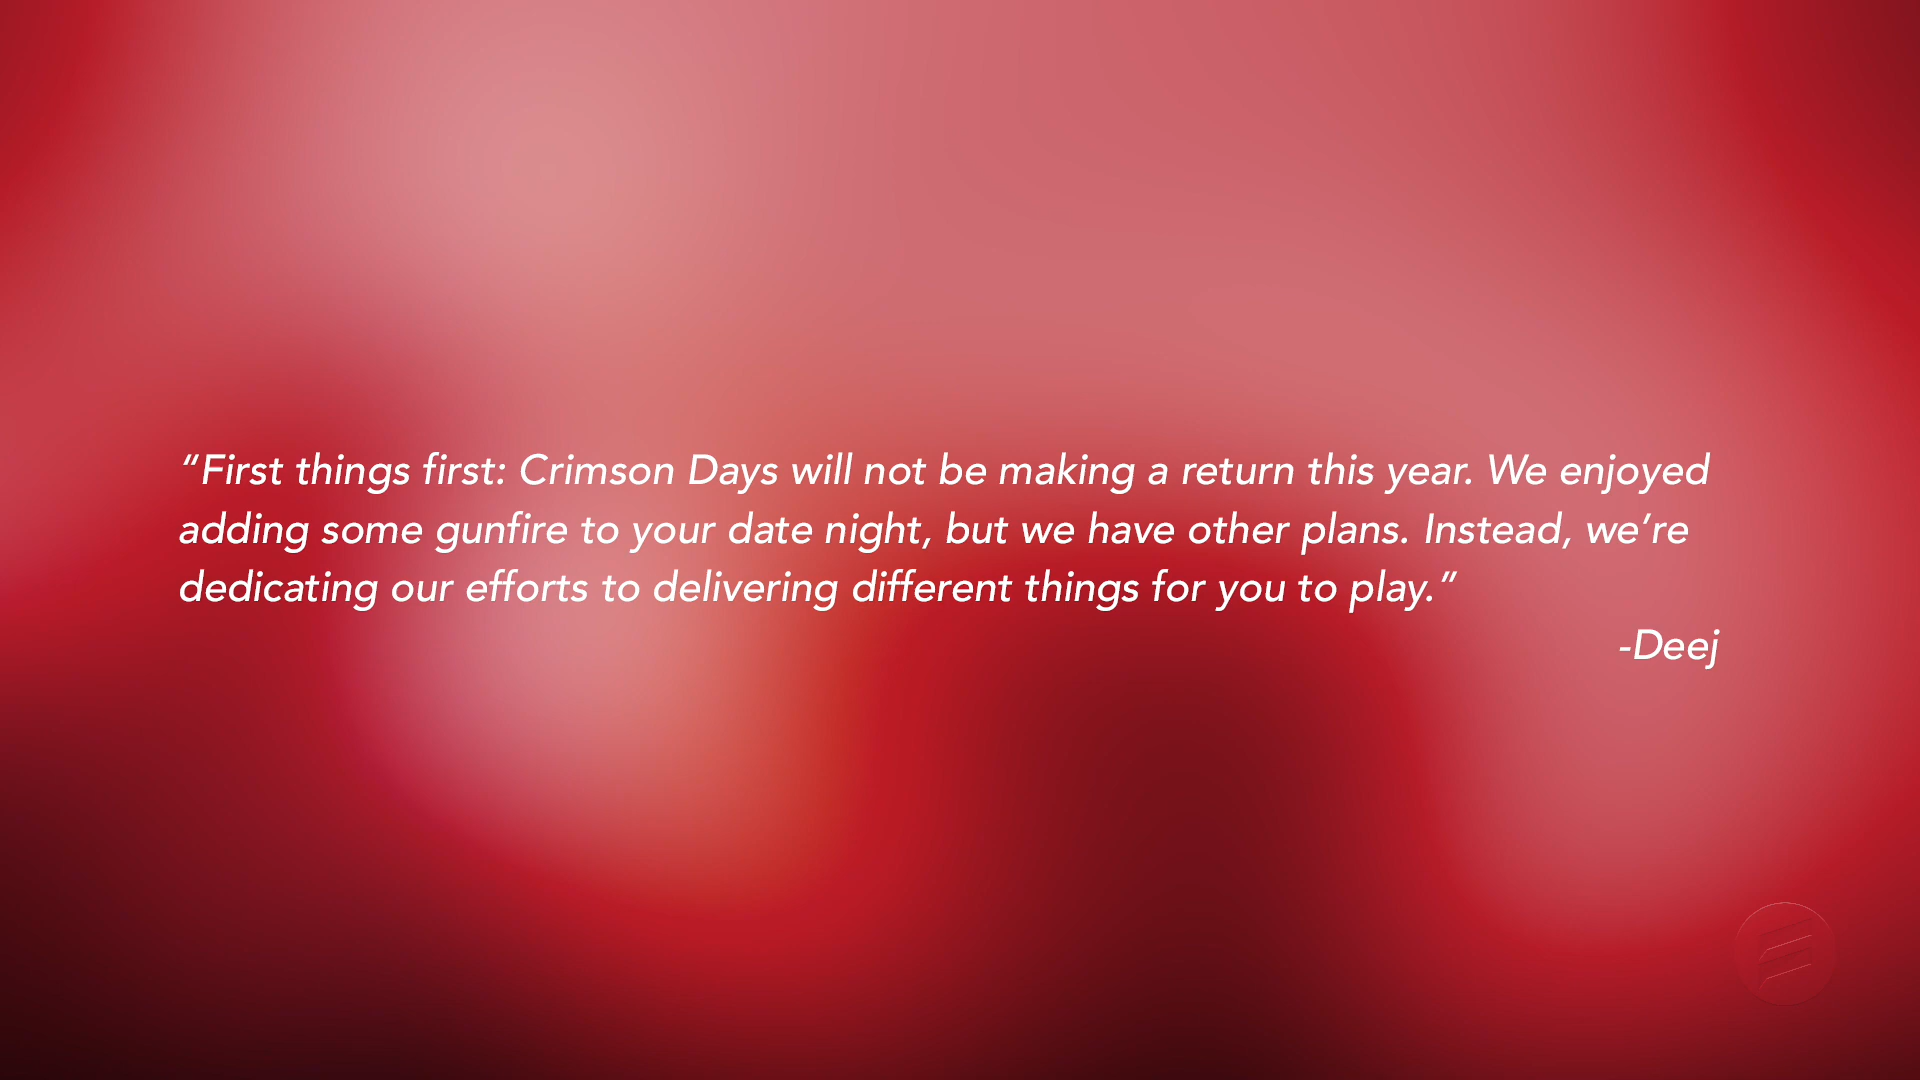 “First things first: Crimson Days will not be making a return this year. We enjoyed
adding some gunfire to your date night, but we have other plans. Instead, we’re
dedicating our efforts to delivering different things for you to play.”
-Deej